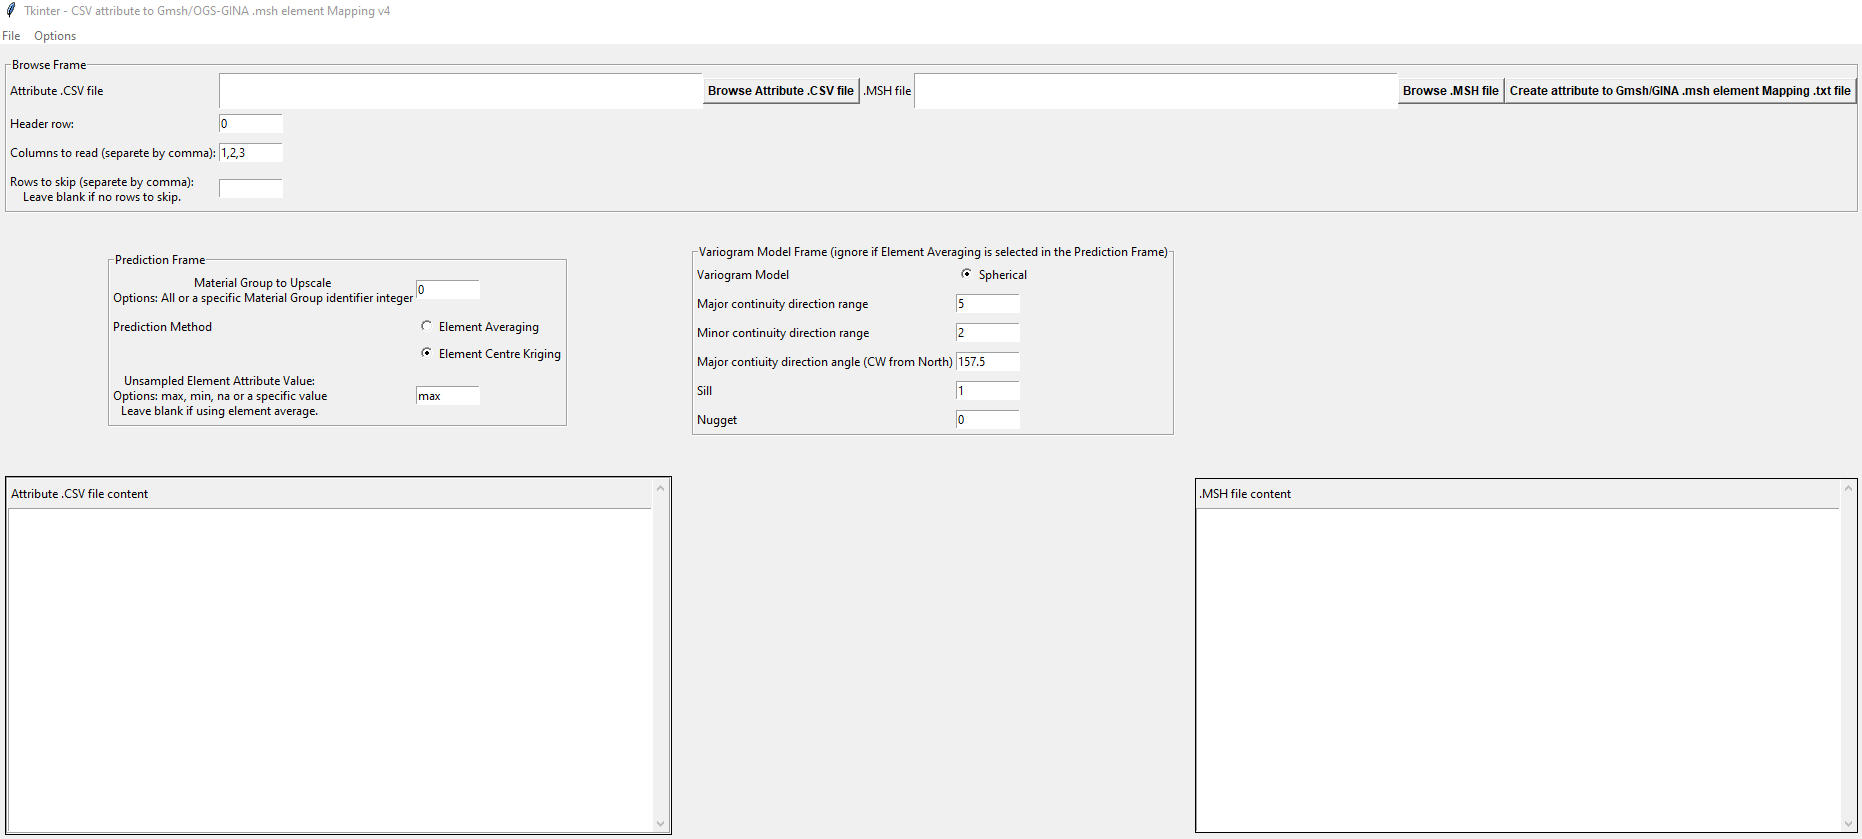 Tkinter - CSV attribute to Gmsh/OGS-GINA .msh element Mapping v4
File Options
Browse Frame
Attribute .CSV file Browse Attribute .CSV file .MSH file Browse .MSH file Create attribute to Gmsh/GINA .msh element Mapping .txt file
Header row: 0
Columns to read (separete by comma): 1,2,3
Rows to skip (separete by comma):
Leave blank if no rows to skip.
Prediction Frame
Material Group to Upscale
Options: All or a specific Material Group identifier integer 0
Prediction Method Element Averaging
Element Centre Kriging
Unsampled Element Attribute Value:
Options: max, min, na or a specific value max
Leave blank if using element average.
Variogram Model Frame (ignore if Element Averaging is selected in the Prediction Frame)
Variogram Model Spherical
Major continuity direction range 5
Minor continuity direction range 2
Major contiuity direction angle (CW from North) 157.5
Sill 1
Nugget 0
Attribute .CSV file content
.MSH file content